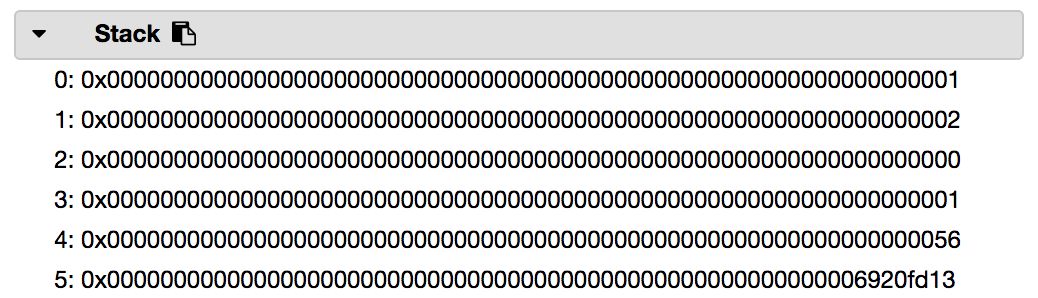 Stack
0: 0x0000000000000000000000000000000000000000000000000000000000000001
1: 0x0000000000000000000000000000000000000000000000000000000000000002
2: 0x0000000000000000000000000000000000000000000000000000000000000000
3: 0x0000000000000000000000000000000000000000000000000000000000000001
4: 0x0000000000000000000000000000000000000000000000000000000000000056
5: 0x000000000000000000000000000000000000000000000000000000006920fd13